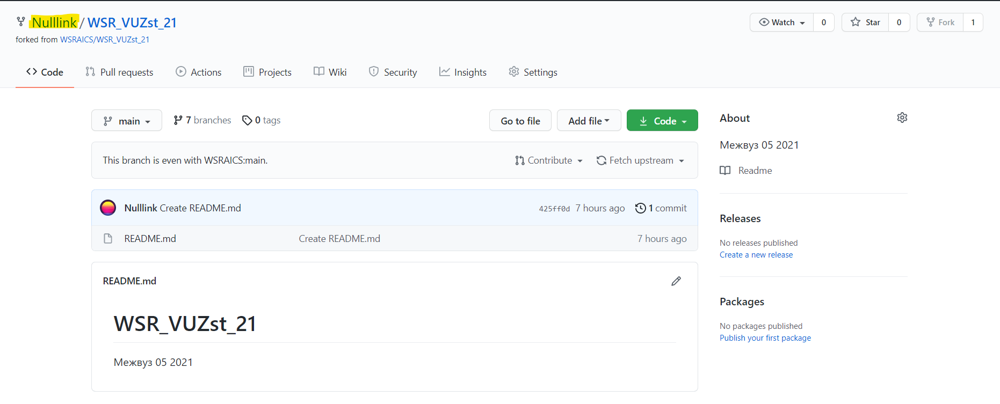 Nulllink / WSR_VUZst_21
Watch 0 Star 0 Fork 1
forked from WSRAICS/WSR_VUZst_21
Code Pull requests Actions Projects Wiki Security Insights Settings
main 7 branches 0 tags Go to file Add file Code
This branch is even with WSRAICS:main. Contribute Fetch upstream
Nulllink Create README.md 425ff0d 7 hours ago 1 commit
README.md Create README.md 7 hours ago
README.md
WSR_VUZst_21
Межвуз 05 2021
About
Межвуз 05 2021
Readme
Releases
No releases published
Create a new release
Packages
No packages published
Publish your first package